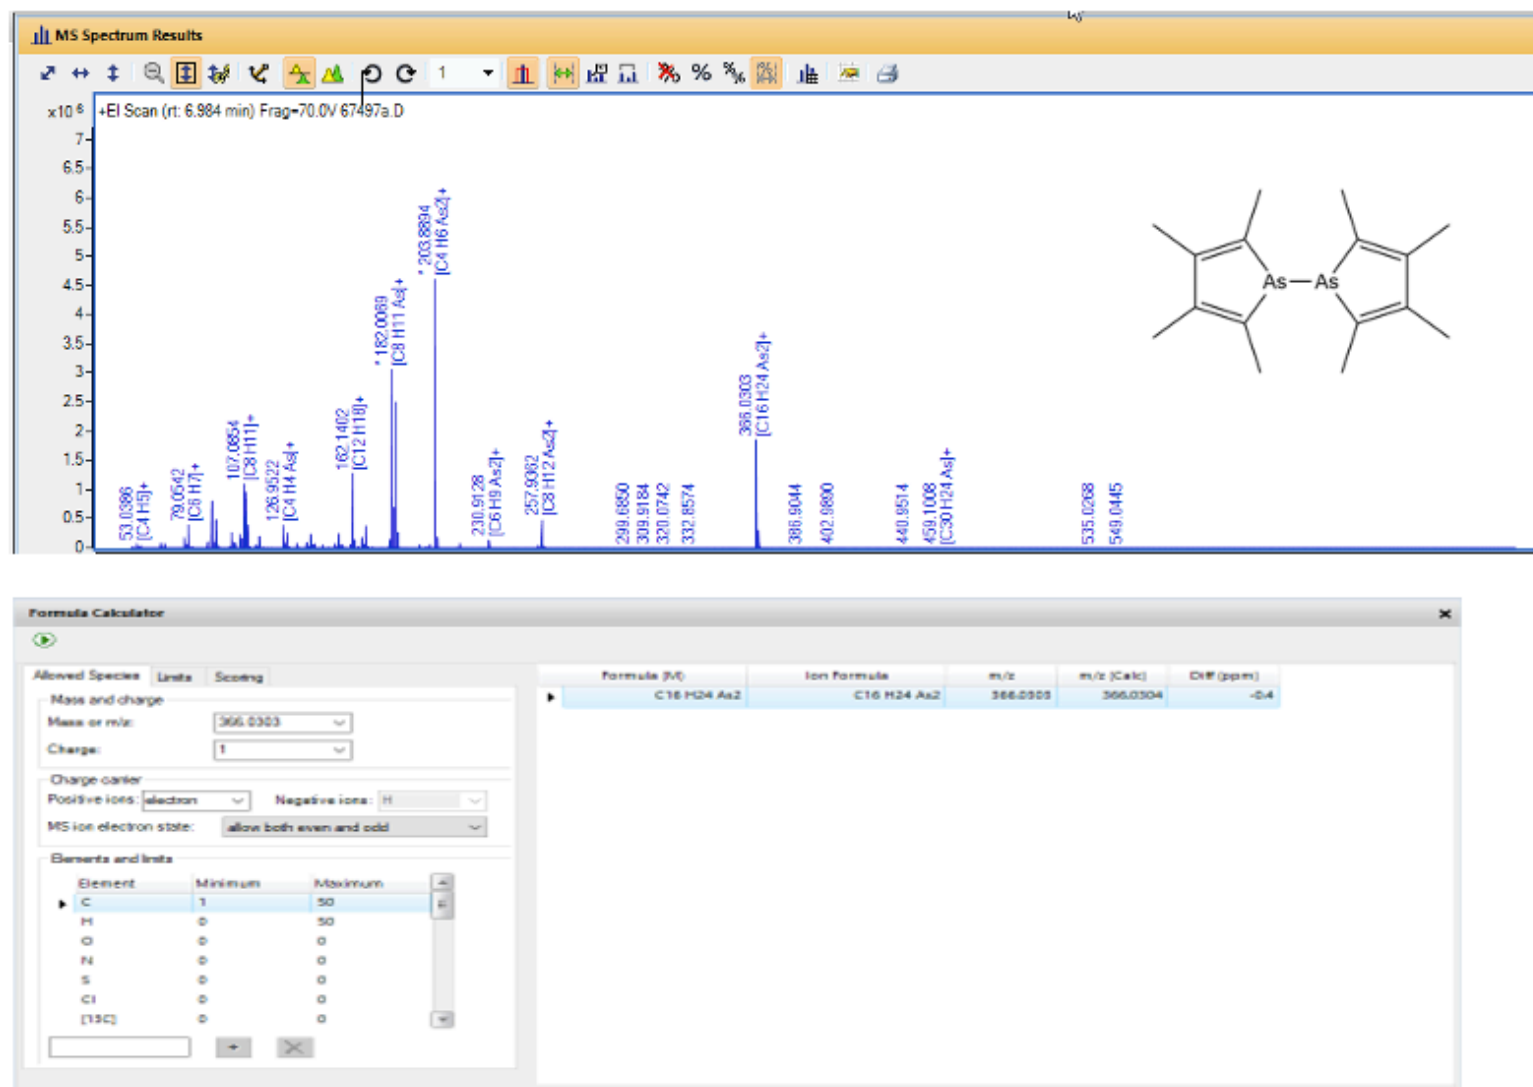 MS Spectrum Results
1
x10 6
+EI Scan (rt: 6.984 min) Frag=70.0V 67497a.D
7
6.5
6
5.5
5
4.5
4
3.5
3
2.5
2
1.5
1
0.5
0
53.0386
[C4 H5]+
79.0542
[C6 H7]+
107.0854
[C8 H11]+
126.9522
[C4 H4 As]+
162.1402
[C12 H18]+
* 182.0069
[C8 H11 As]+
* 203.8894
[C4 H6 As2]+
230.9128
[C6 H9 As2]+
257.9362
[C8 H12 As2]+
299.6850
309.9184
320.0742
332.8574
366.0303
[C16 H24 As2]+
386.9044
402.9890
440.9514
459.1008
[C30 H24 As]+
535.0268
549.0445
As
As
Formula Calculator
Allowed Species Limits Scoring
Mass and charge
Mass or m/z: 366.0303
Charge: 1
Charge carrier
Positive ions: electron Negative ions: H
MS ion electron state: allow both even and odd
Elements and limits
Element Minimum Maximum
C 1 50
H 0 50
O 0 0
N 0 0
S 0 0
Cl 0 0
[13C] 0 0
+
Formula (M) Ion Formula m/z m/z (Calc) Diff (ppm)
C16 H24 As2 C16 H24 As2 366.0303 366.0304 -0.4